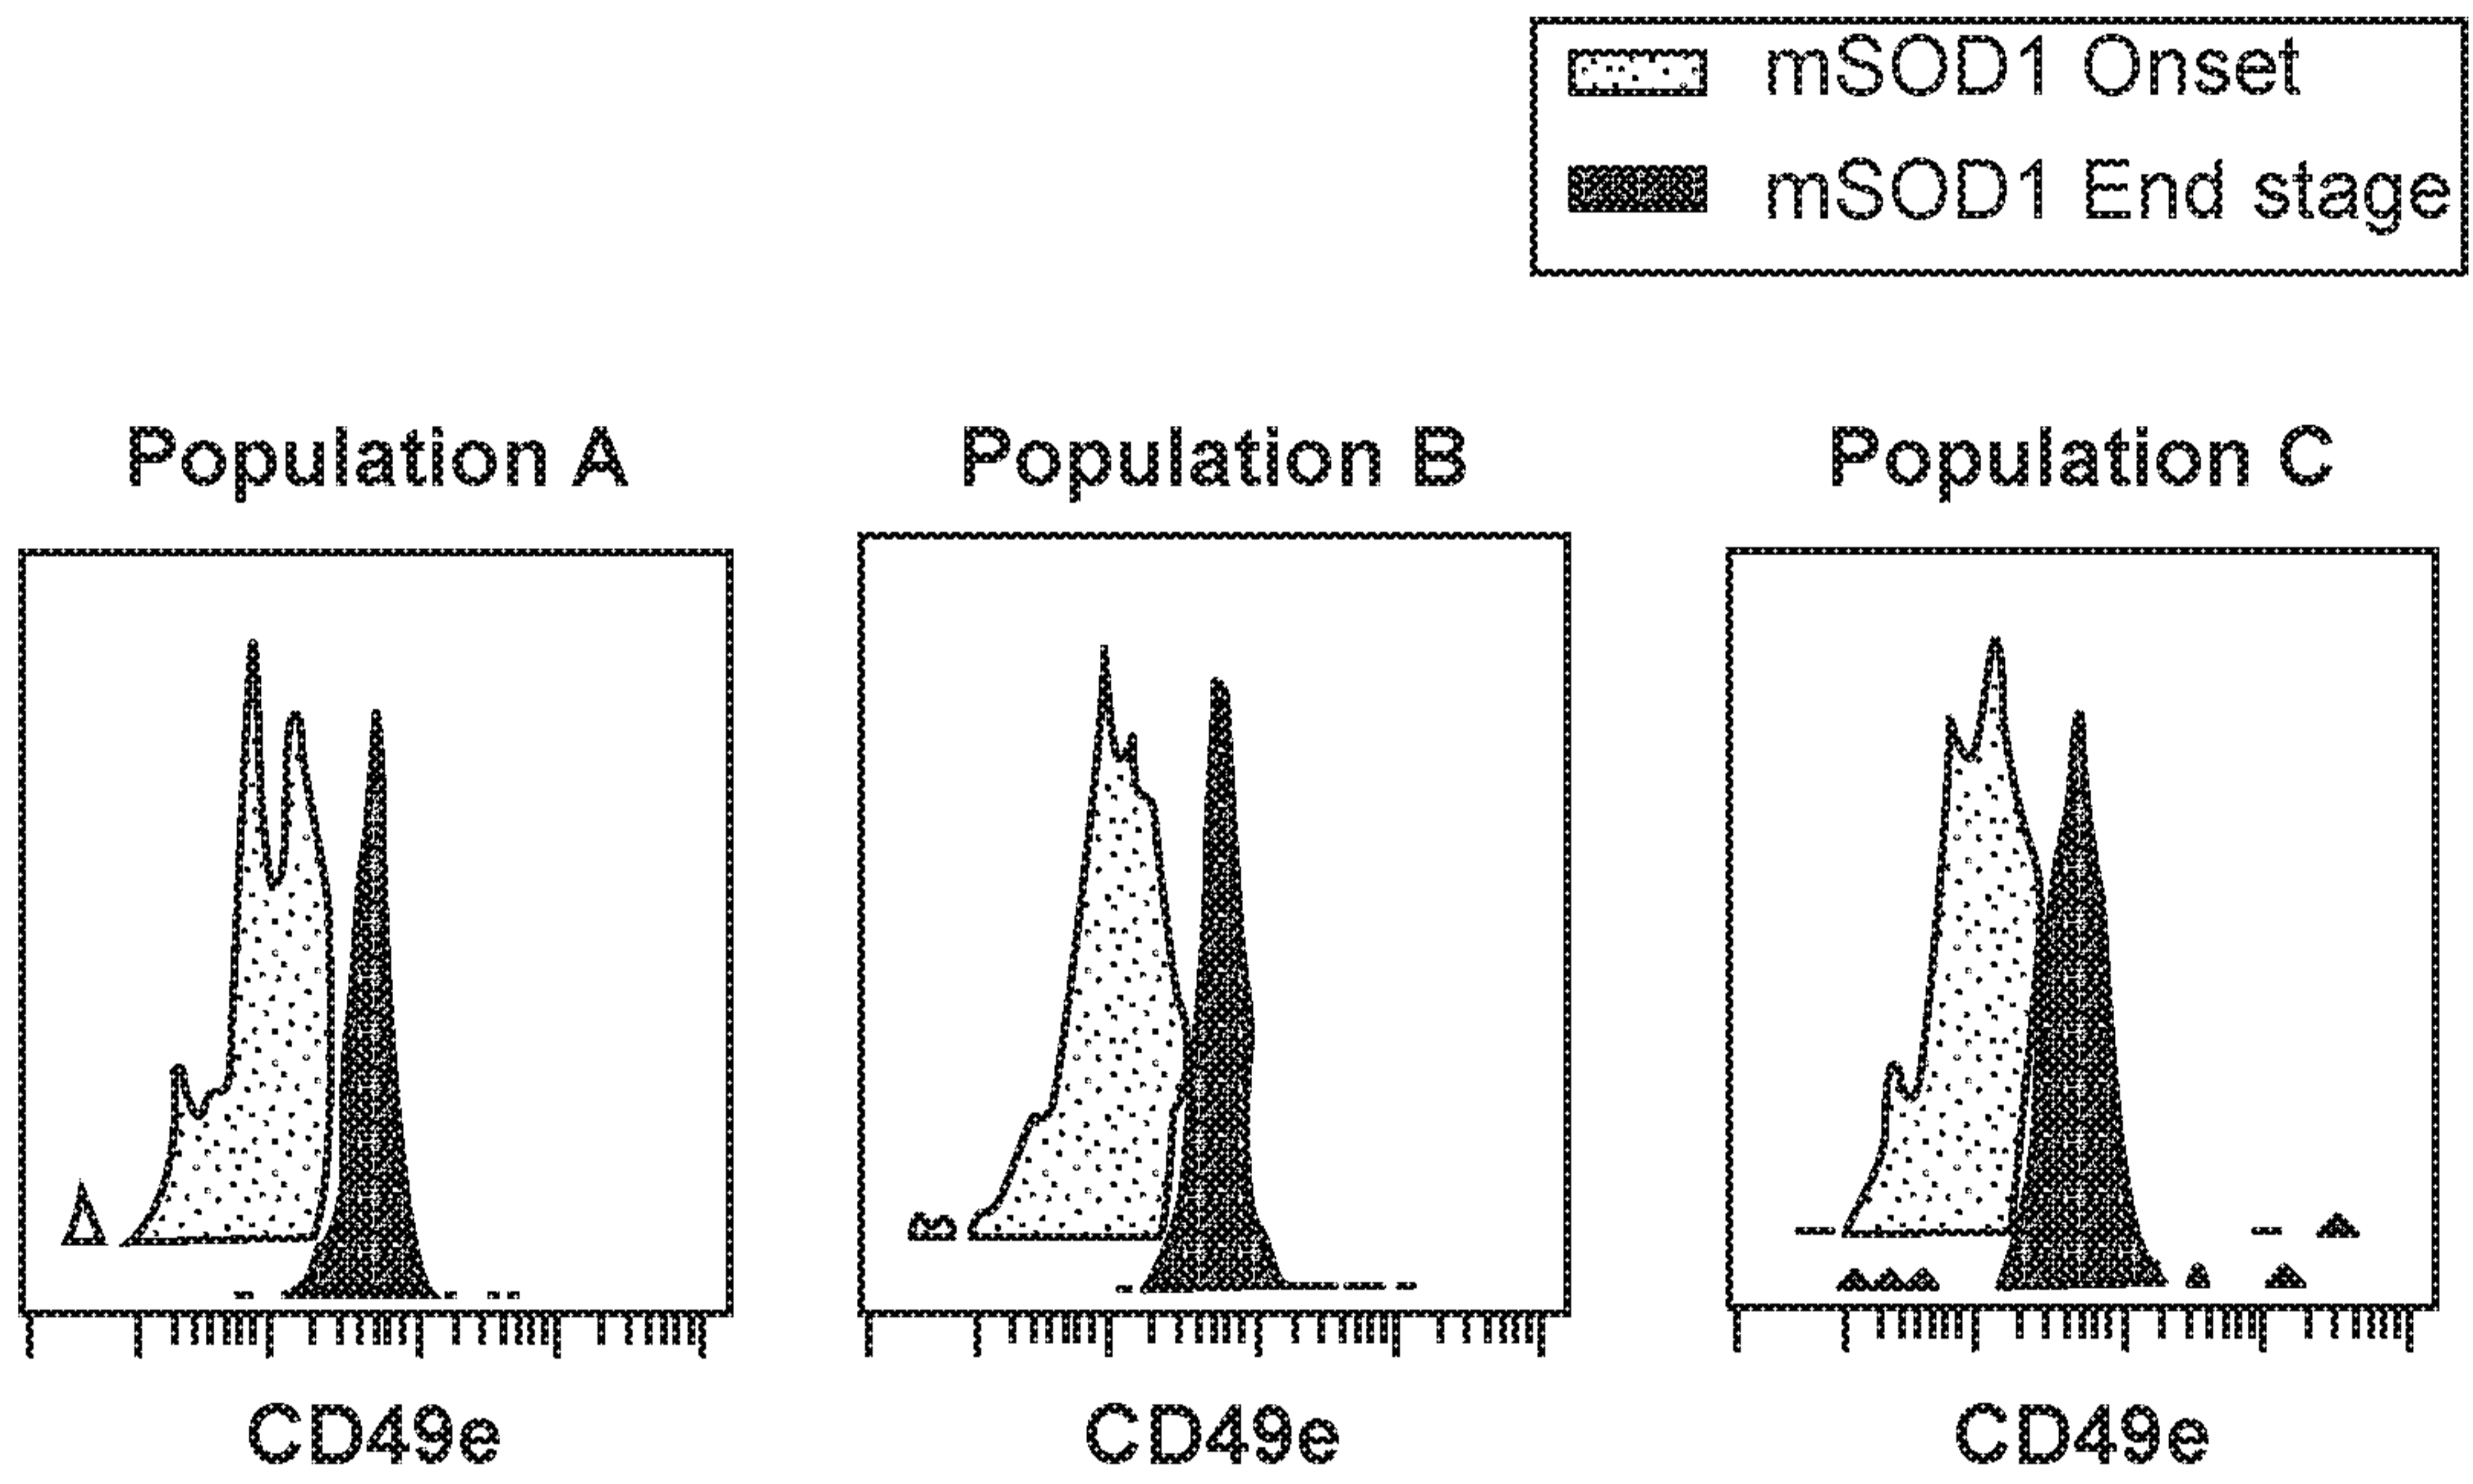 mSOD1 Onset
mSOD1 End stage
Population A
Population B
Population C
CD49e
CD49e
CD49e